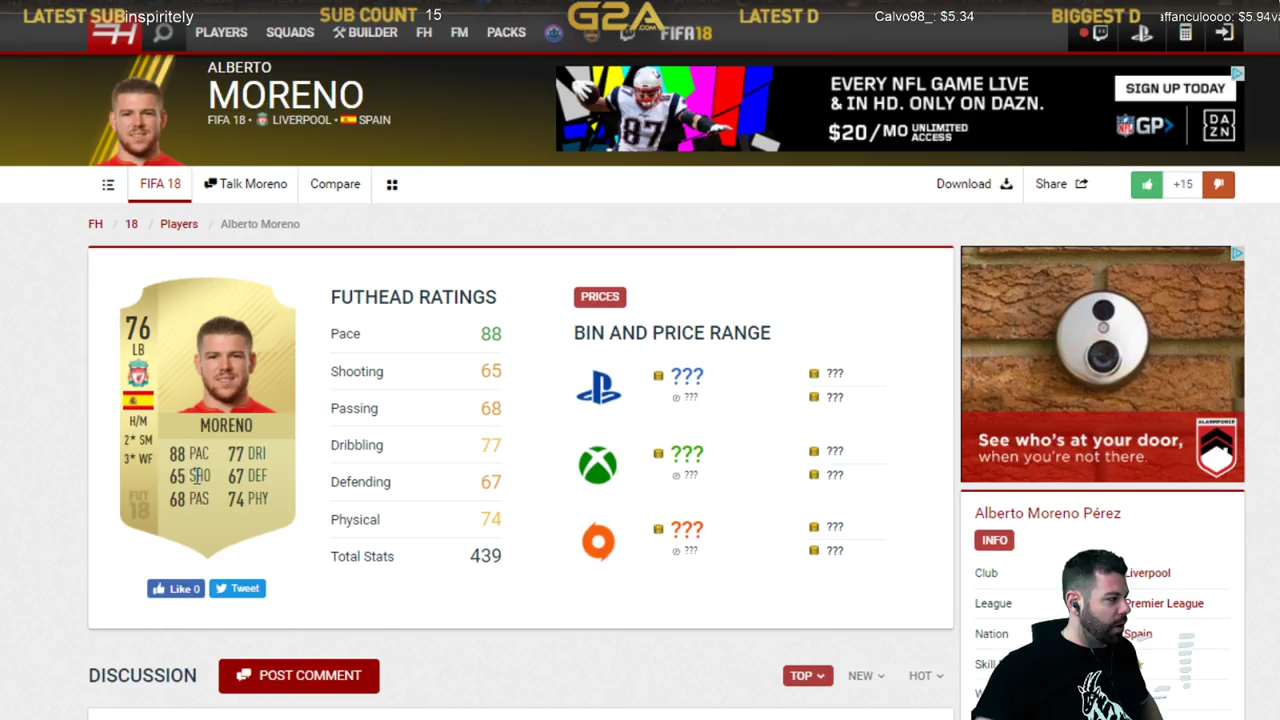 LATEST SUB inspiritely
SUB COUNT 15
G2A.COM
LATEST D
Calvo98_: $5.34
BIGGEST D
affanculoooo: $5.94
FH
PLAYERS
SQUADS
BUILDER
FH
FM
PACKS
FIFA18
ALBERTO
MORENO
FIFA 18 • LIVERPOOL • SPAIN
87
EVERY NFL GAME LIVE
& IN HD. ONLY ON DAZN.
$20/MO UNLIMITED ACCESS
SIGN UP TODAY
NFL GP
DAZN
FIFA 18
Talk Moreno
Compare
Download
Share
+15
FH / 18 / Players / Alberto Moreno
76
LB
H/M
2* SM
3* WF
FUT
18
MORENO
88 PAC 77 DRI
65 SHO 67 DEF
68 PAS 74 PHY
Like 0
Tweet
FUTHEAD RATINGS
Pace 88
Shooting 65
Passing 68
Dribbling 77
Defending 67
Physical 74
Total Stats 439
PRICES
BIN AND PRICE RANGE
??? ???
??? ???
??? ???
??? ???
??? ???
??? ???
See who's at your door,
when you're not there.
ALARMFORCE
Alberto Moreno Pérez
INFO
Club Liverpool
League Premier League
Nation Spain
Skill
DISCUSSION
POST COMMENT
TOP
NEW
HOT